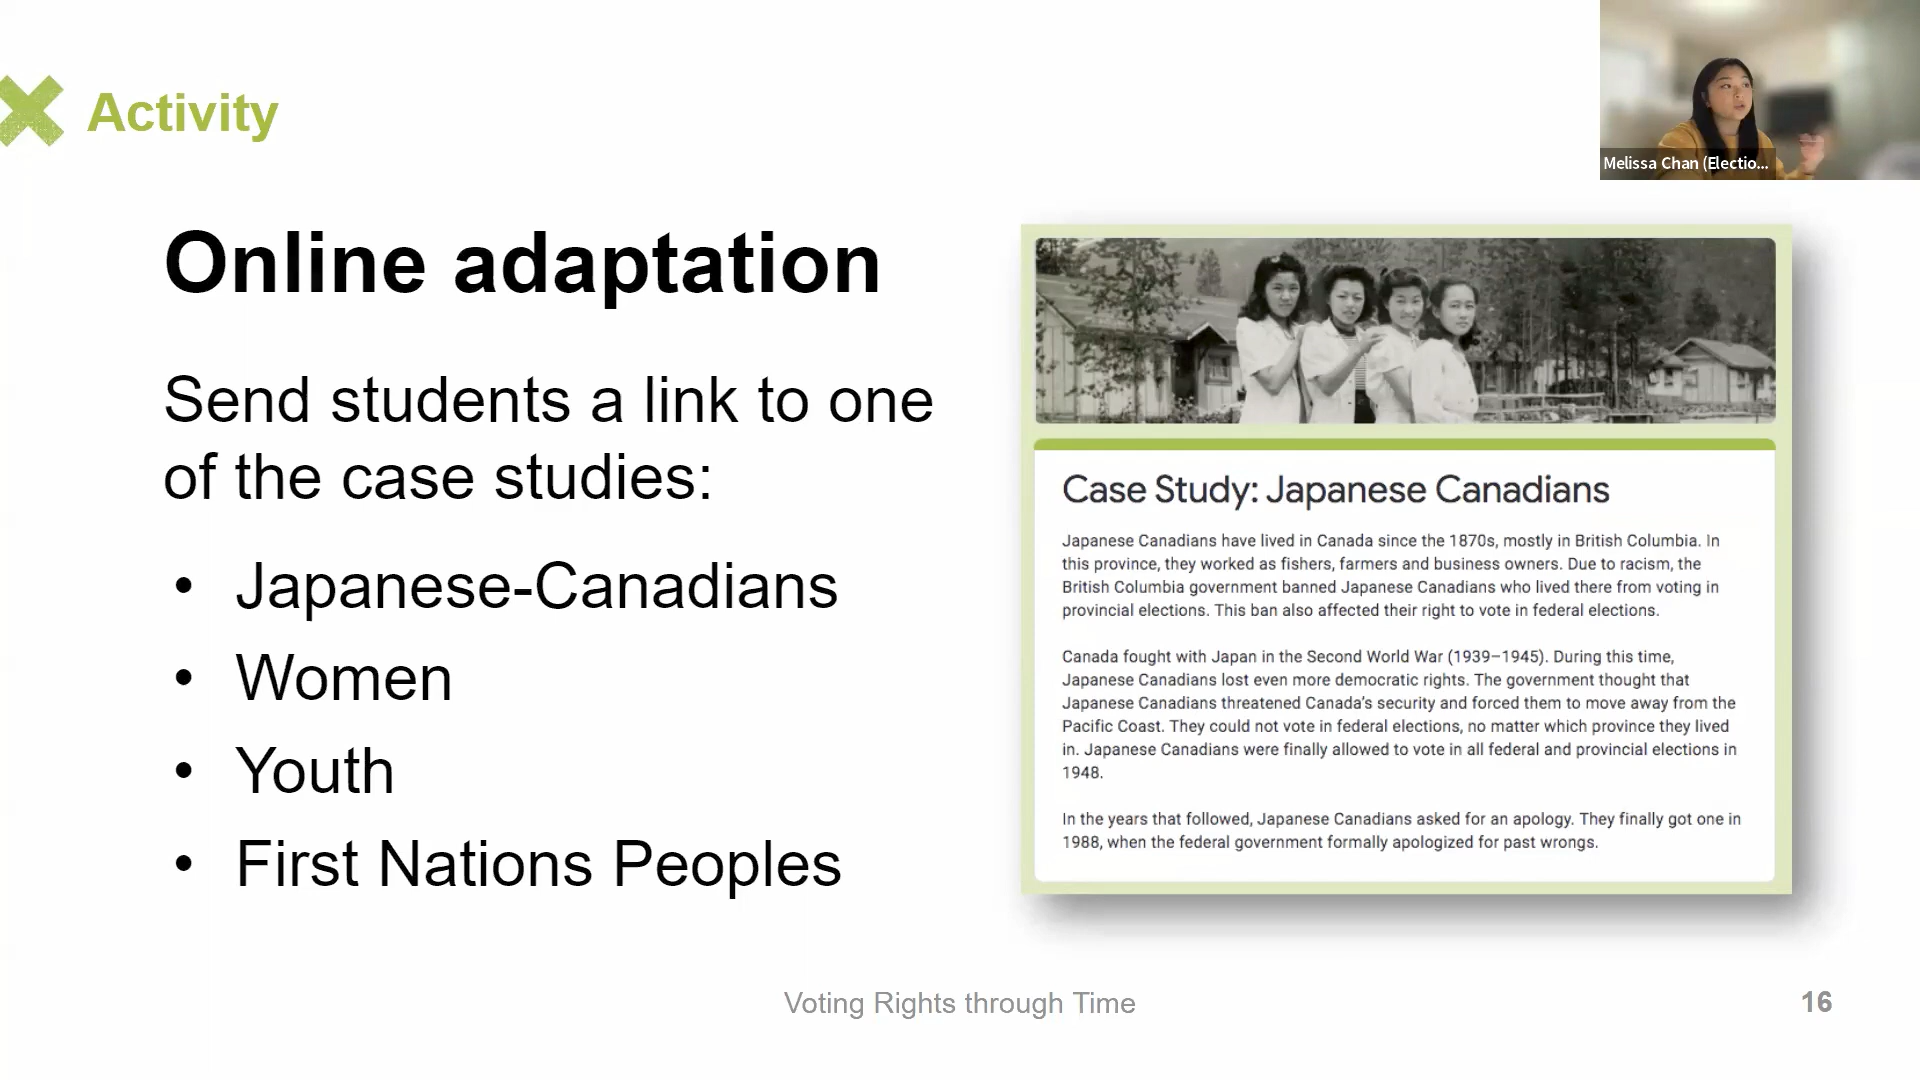 Activity
Melissa Chan (Electio...
Online adaptation
Send students a link to one
of the case studies:
• Japanese-Canadians
• Women
• Youth
• First Nations Peoples
Case Study: Japanese Canadians
Japanese Canadians have lived in Canada since the 1870s, mostly in British Columbia. In
this province, they worked as fishers, farmers and business owners. Due to racism, the
British Columbia government banned Japanese Canadians who lived there from voting in
provincial elections. This ban also affected their right to vote in federal elections.
Canada fought with Japan in the Second World War (1939–1945). During this time,
Japanese Canadians lost even more democratic rights. The government thought that
Japanese Canadians threatened Canada's security and forced them to move away from the
Pacific Coast. They could not vote in federal elections, no matter which province they lived
in. Japanese Canadians were finally allowed to vote in all federal and provincial elections in
1948.
In the years that followed, Japanese Canadians asked for an apology. They finally got one in
1988, when the federal government formally apologized for past wrongs.
Voting Rights through Time
16